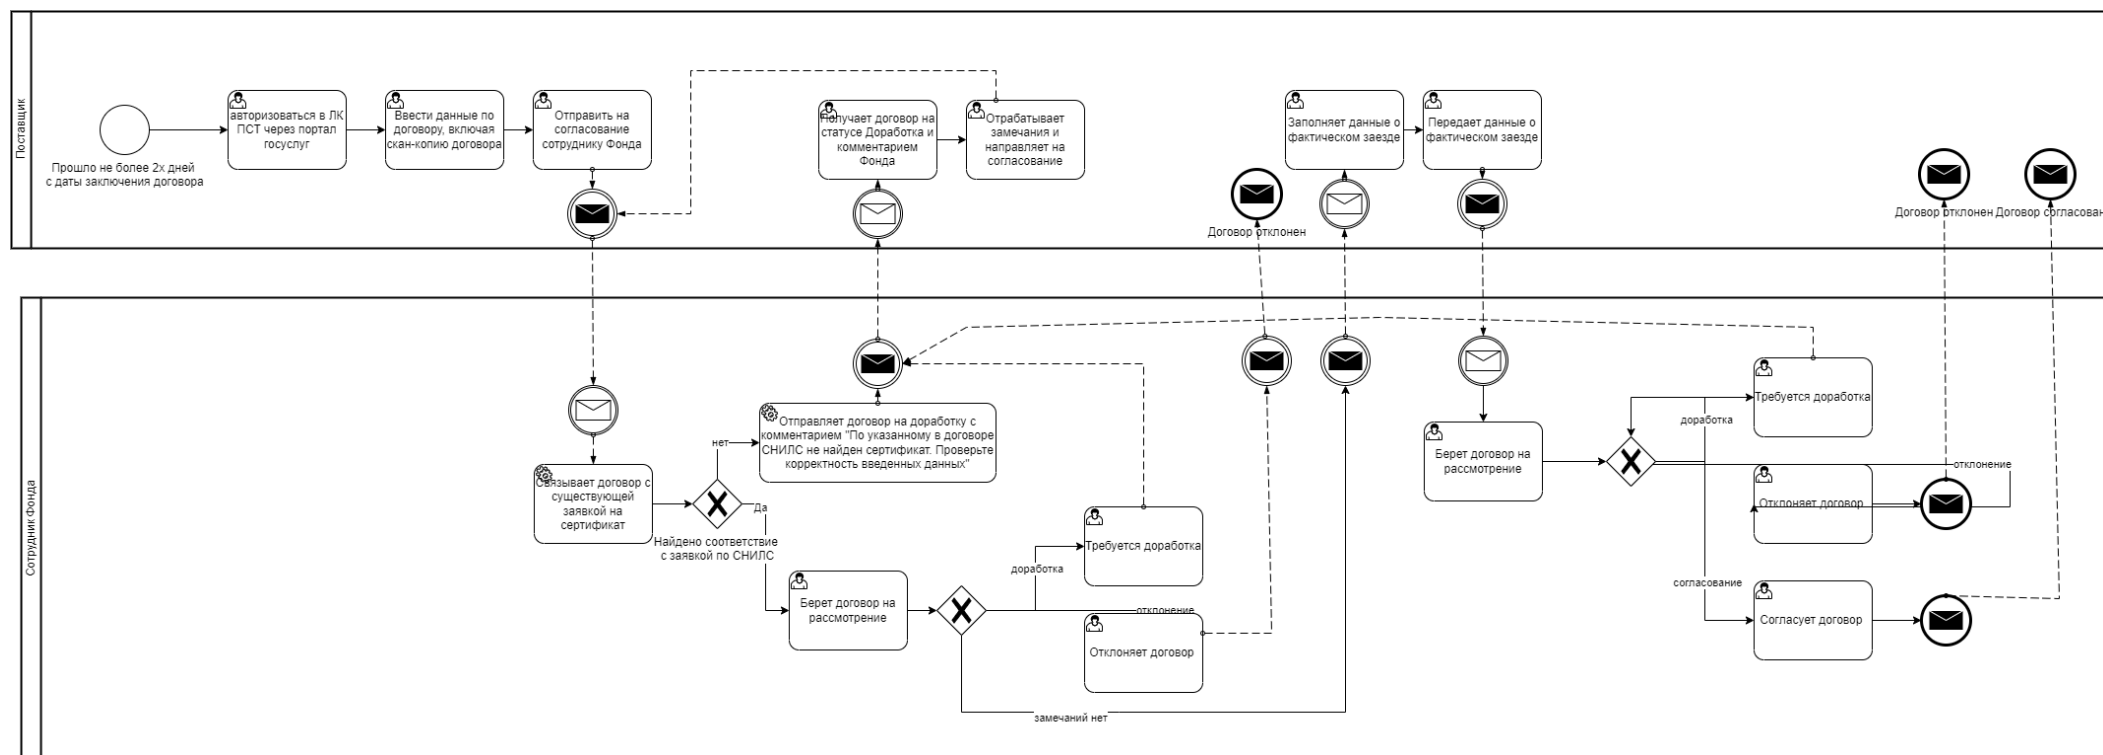 Поставщик
Прошло не более 2х дней
с даты заключения договора
авторизоваться в ЛК
ПСТ через портал
госуслуг
Ввести данные по
договору, включая
скан-копию договора
Отправить на
согласование
сотруднику Фонда
Получает договор на
статусе Доработка и
комментарием
Фонда
Отрабатывает
замечания и
направляет на
согласование
Договор отклонен
Заполняет данные о
фактическом заезде
Передает данные о
фактическом заезде
Договор отклонен
Договор согласован
Сотрудник Фонда
Связывает договор с
существующей
заявкой на
сертификат
нет
Да
Найдено соответствие
с заявкой по СНИЛС
Отправляет договор на доработку с
комментарием "По указанному в договоре
СНИЛС не найден сертификат. Проверьте
корректность введенных данных"
Берет договор на
рассмотрение
доработка
Требуется доработка
отклонение
Отклоняет договор
замечаний нет
Берет договор на
рассмотрение
доработка
Требуется доработка
отклонение
Отклоняет договор
согласование
Согласует договор